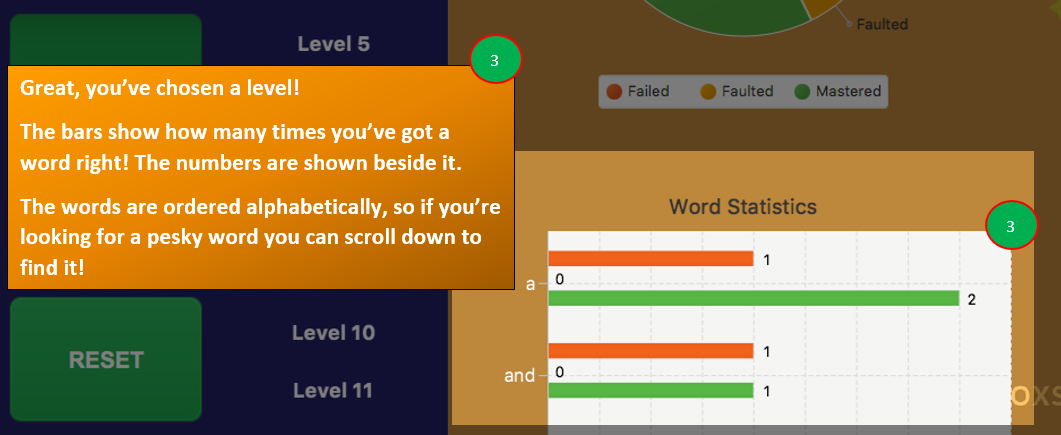 Level 5
Faulted
3
Great, you've chosen a level!
Failed
Faulted
Mastered
The bars show how many times you've got a
word right! The numbers are shown beside it.
The words are ordered alphabetically, so if you're
looking for a pesky word you can scroll down to
find it!
Word Statistics
3
1
a
0
2
RESET
Level 10
Level 11
1
and
0
1